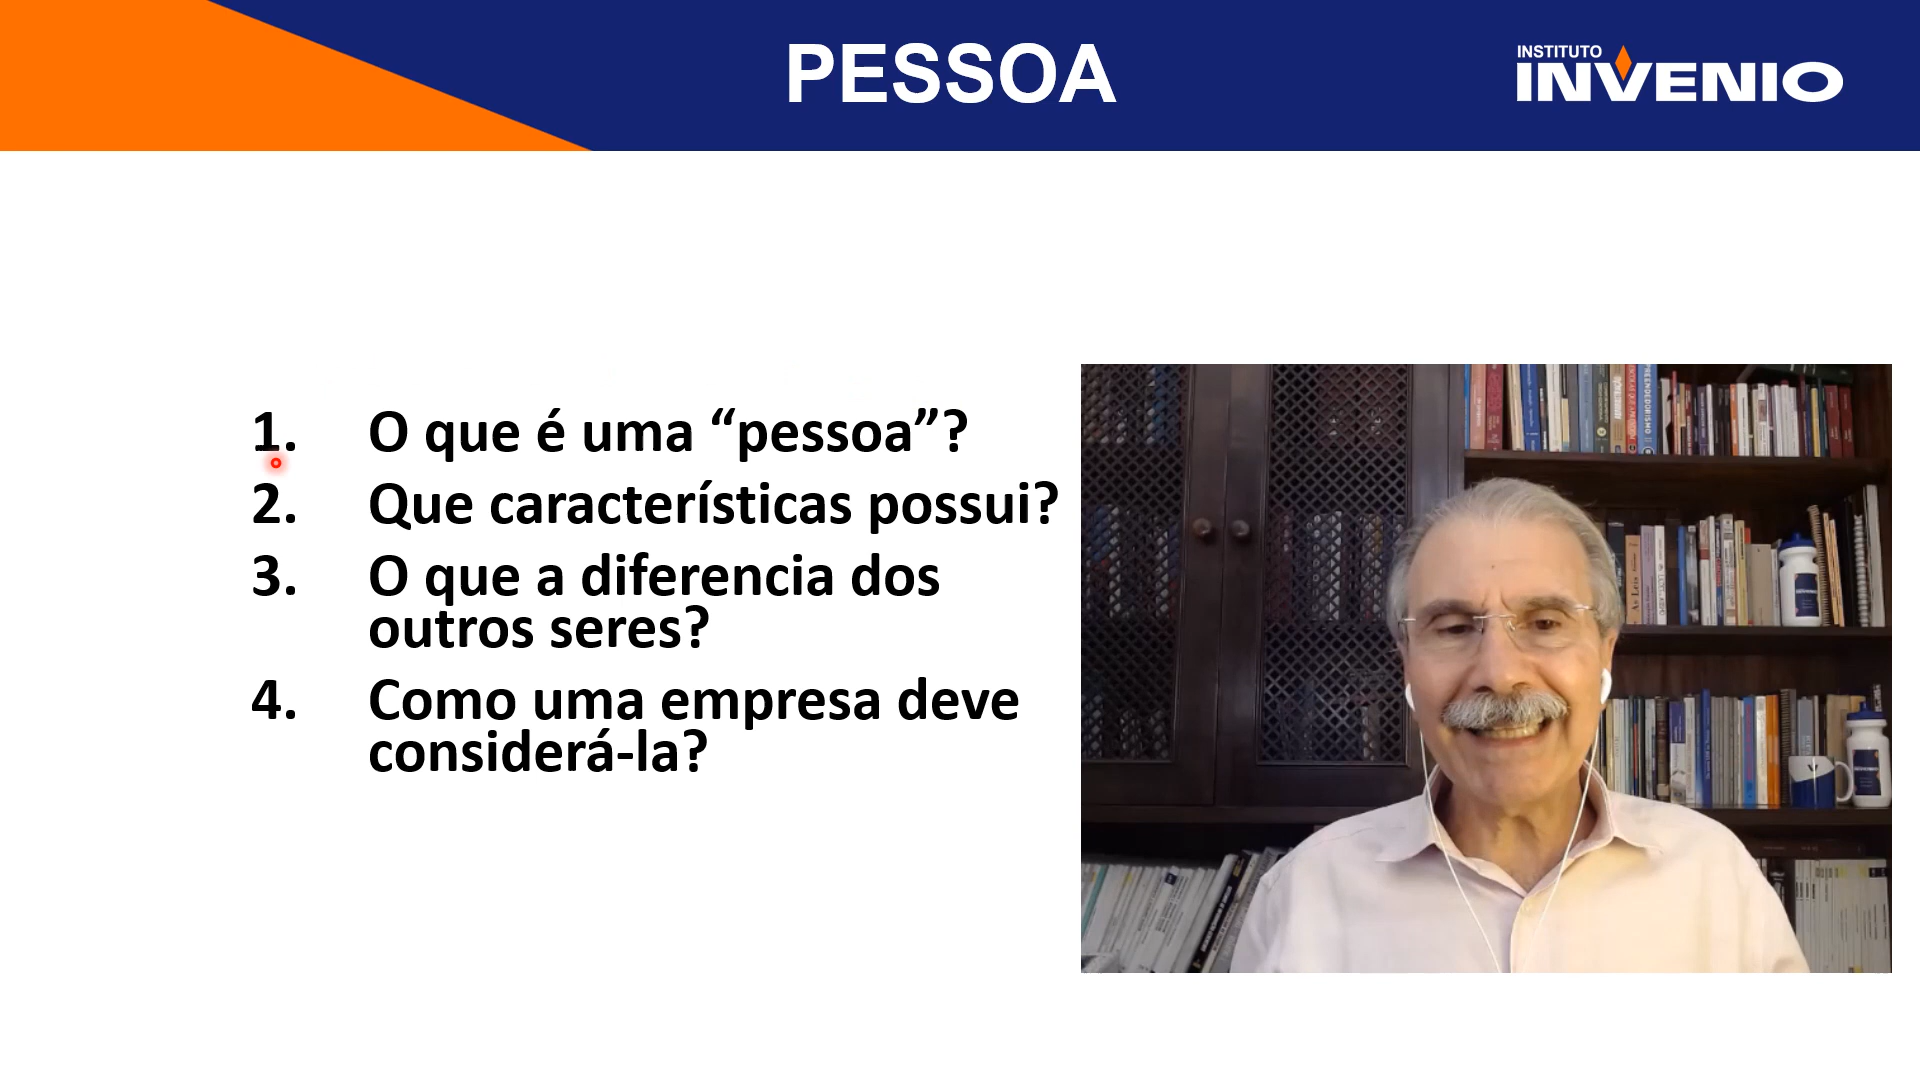 PESSOA
INSTITUTO
INVENIO
1. O que é uma “pessoa”?
2. Que características possui?
3. O que a diferencia dos
outros seres?
4. Como uma empresa deve
considerá-la?